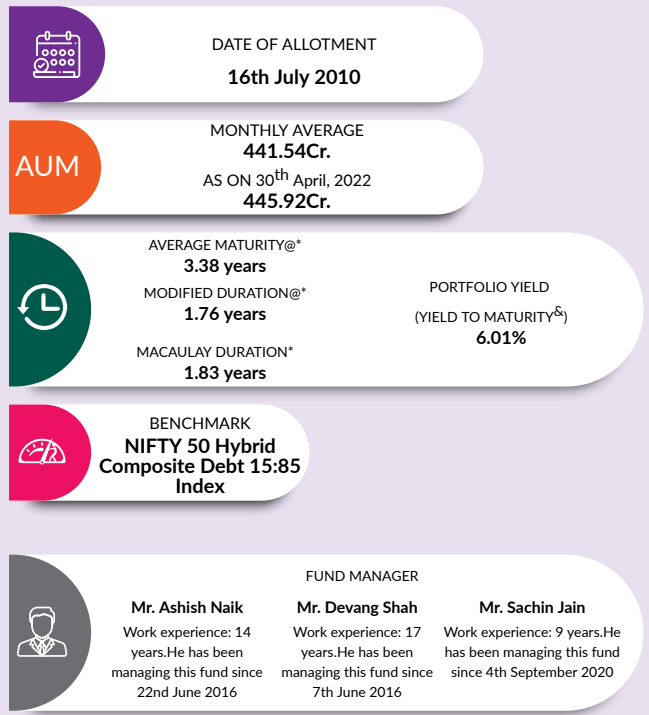 DATE OF ALLOTMENT
16th July 2010
AUM
MONTHLY AVERAGE
441.54Cr.
AS ON 30th April, 2022
445.92Cr.
AVERAGE MATURITY@*
3.38 years
MODIFIED DURATION@*
1.76 years
MACAULAY DURATION*
1.83 years
PORTFOLIO YIELD
(YIELD TO MATURITY&)
6.01%
BENCHMARK
NIFTY 50 Hybrid
Composite Debt 15:85
Index
FUND MANAGER
Mr. Ashish Naik
Work experience: 14
years.He has been
managing this fund since
22nd June 2016
Mr. Devang Shah
Work experience: 17
years.He has been
managing this fund since
7th June 2016
Mr. Sachin Jain
Work experience: 9 years.He
has been managing this fund
since 4th September 2020